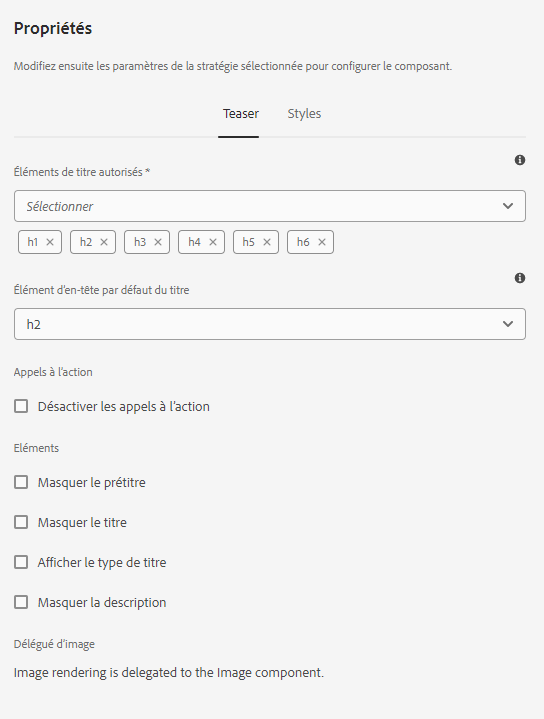 Propriétés
Modifiez ensuite les paramètres de la stratégie sélectionnée pour configurer le composant.
Teaser Styles
Éléments de titre autorisés *
Sélectionner
h1 h2 h3 h4 h5 h6
Élément d’en-tête par défaut du titre
h2
Appels à l’action
Désactiver les appels à l’action
Eléments
Masquer le prétitre
Masquer le titre
Afficher le type de titre
Masquer la description
Délégué d’image
Image rendering is delegated to the Image component.